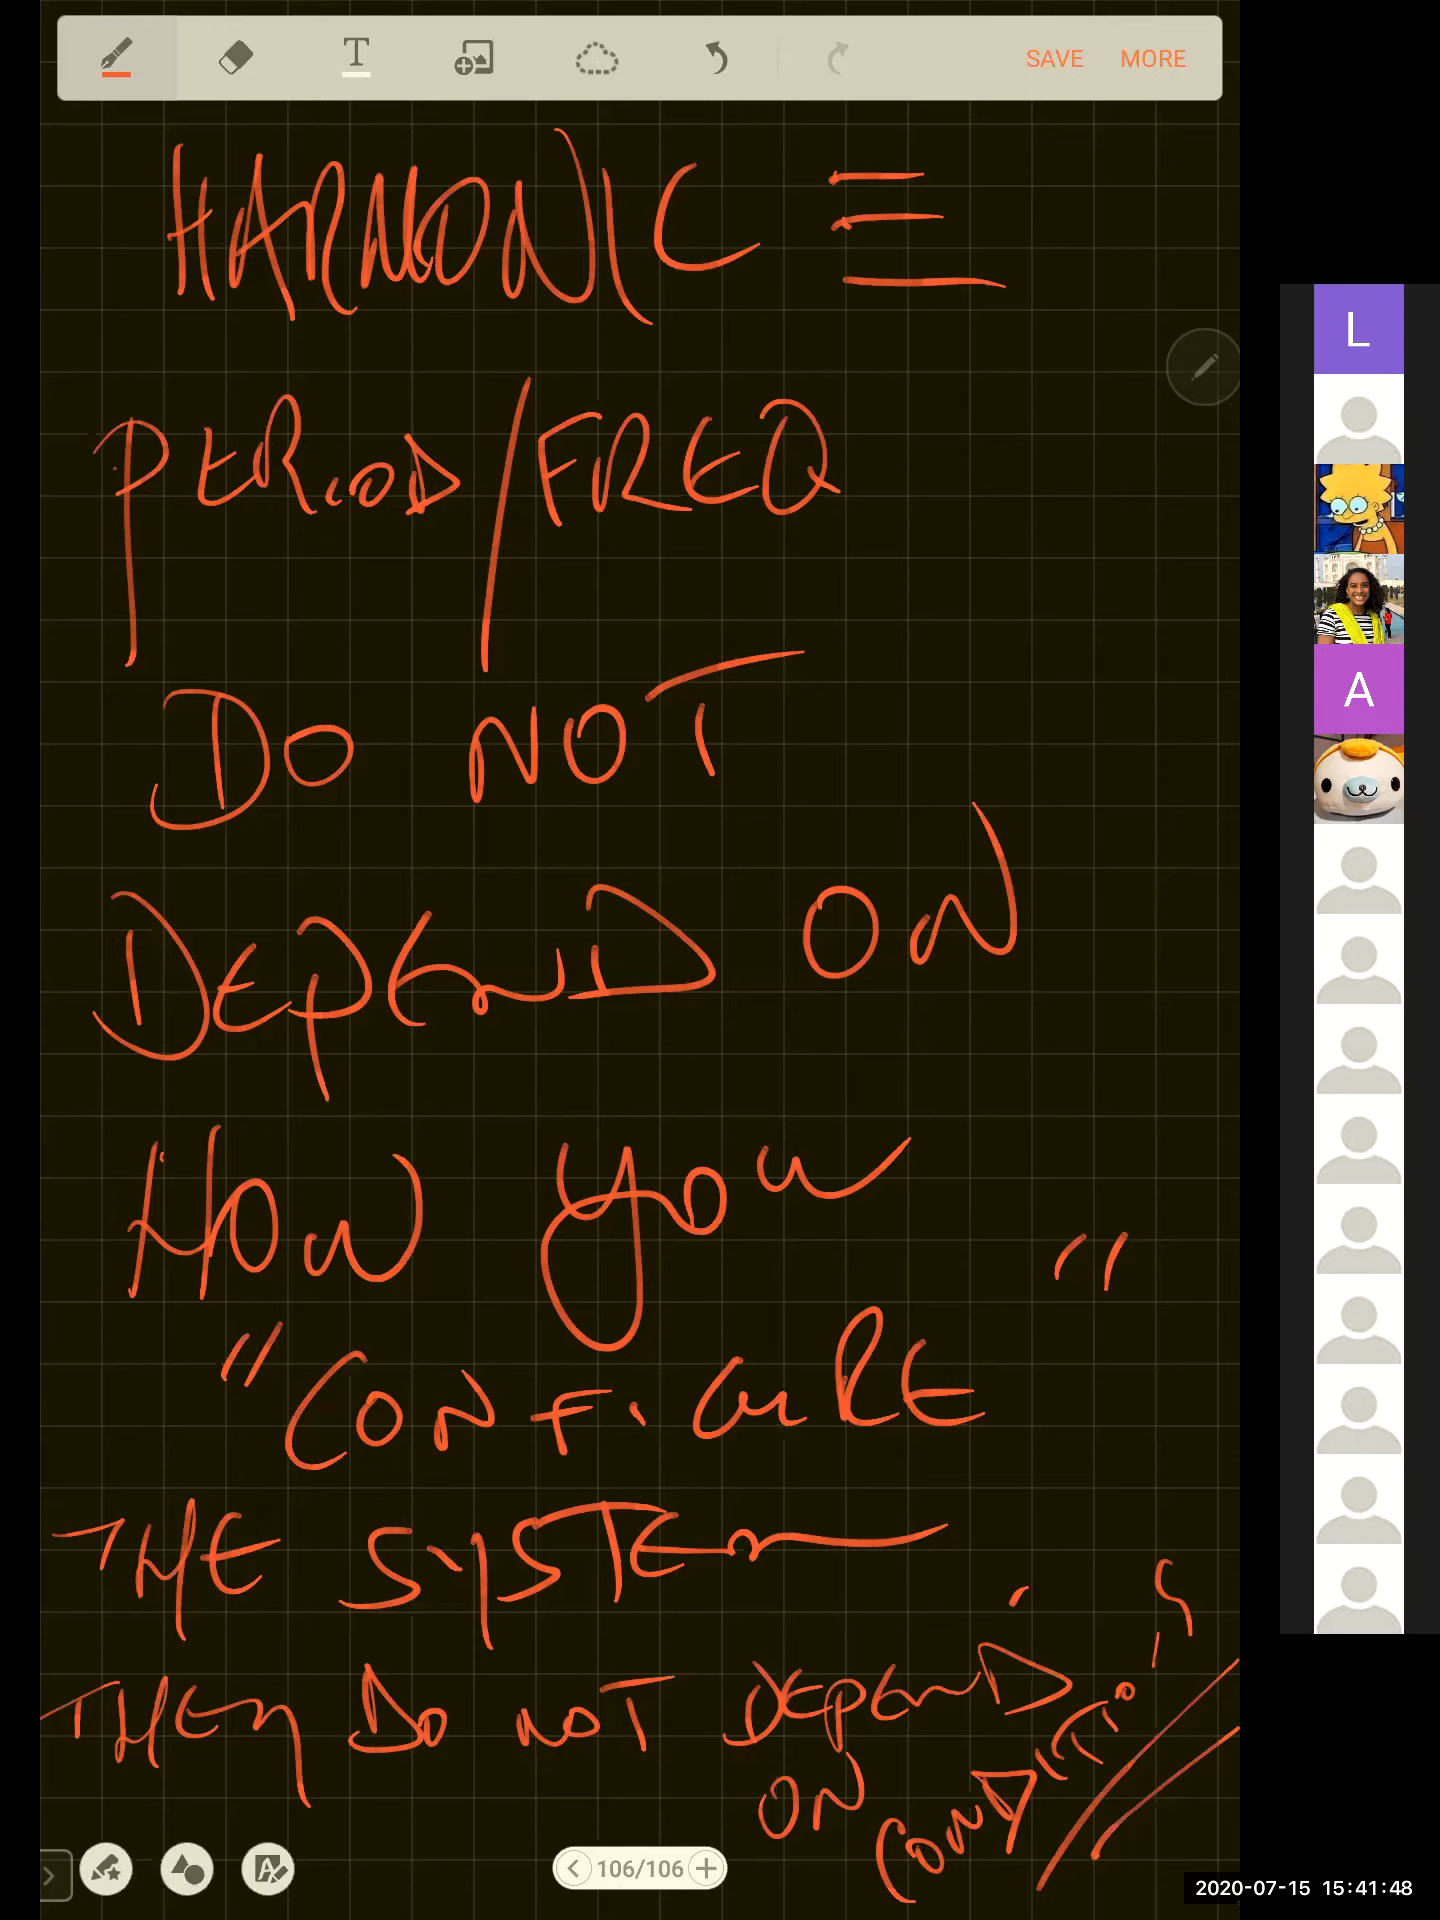 T
SAVE MORE
HARMONIC ≡
PERIOD/FREQ
DO NOT
DEPEND ON
HOW YOU
"CONFIGURE"
THE SYSTEM
THEY DO NOT DEPEND
ON
L
A
106/106
2020-07-15 15:41:48